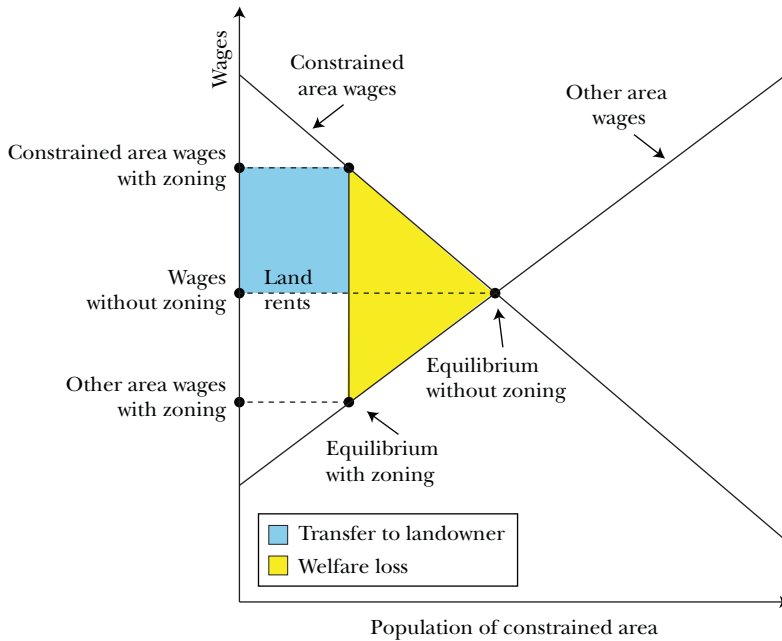 Wages
Constrained
area wages
Other area
wages
Constrained area wages
with zoning
Wages
without zoning
Land
rents
Equilibrium
without zoning
Other area wages
with zoning
Equilibrium
with zoning
Transfer to landowner
Welfare loss
Population of constrained area